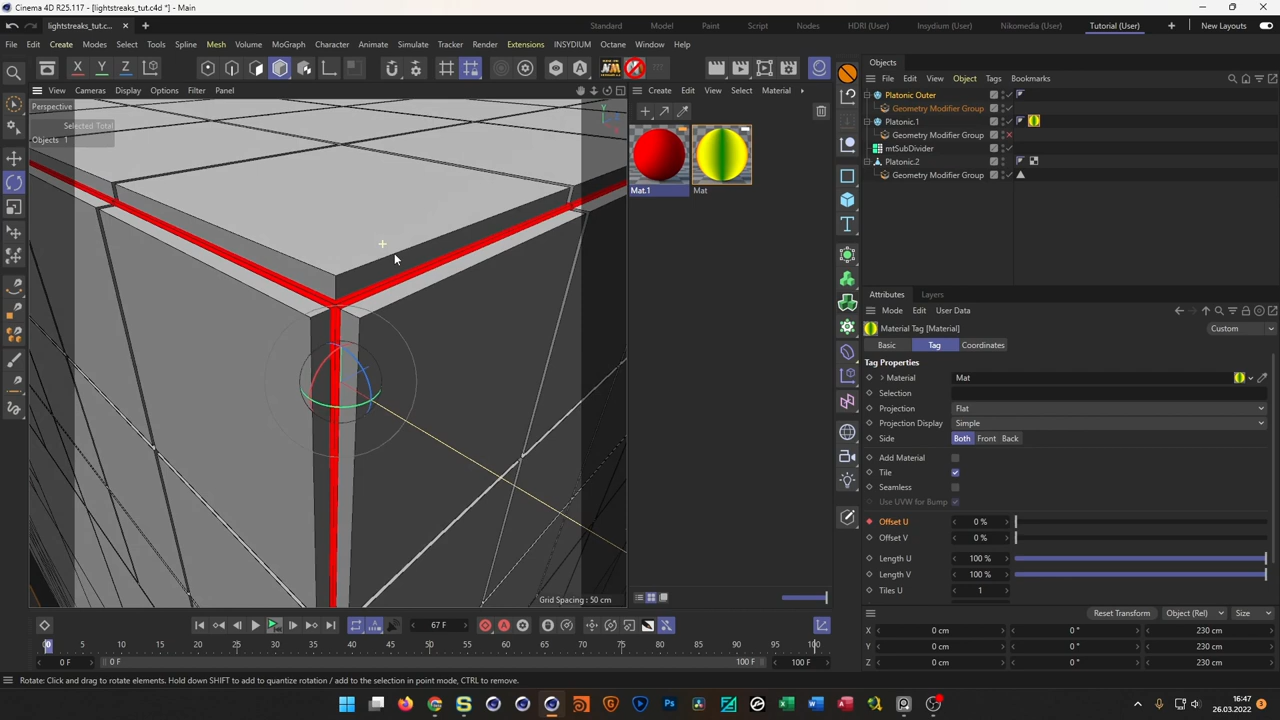 Cinema 4D R25.117 - [lightstreaks_tut.c4d *] - Main
lightstreaks_tut.c...
Standard Model Paint Script Nodes HDRI (User) Insydium (User) Nikomedia (User) Tutorial (User) New Layouts
File Edit Create Modes Select Tools Spline Mesh Volume MoGraph Character Animate Simulate Tracker Render Extensions INSYDIUM Octane Window Help
X Y Z
Objects
View Cameras Display Options Filter Panel
Create Edit View Select Material
File Edit View Object Tags Bookmarks
Perspective
Selected Total
Objects 1
Platonic Outer
Geometry Modifier Group
Platonic.1
Geometry Modifier Group
mtSubDivider
Platonic.2
Geometry Modifier Group
Mat.1 Mat
Attributes Layers
Mode Edit User Data
Material Tag [Material] Custom
Basic Tag Coordinates
Tag Properties
Material Mat
Selection
Projection Flat
Projection Display Simple
Side Both Front Back
Add Material
Tile
Seamless
Use UVW for Bump
Offset U 0 %
Offset V 0 %
Length U 100 %
Length V 100 %
Tiles U 1
Grid Spacing : 50 cm
67 F
Reset Transform Object (Rel) Size
X 0 cm 0 ° 230 cm
Y 0 cm 0 ° 230 cm
Z 0 cm 0 ° 230 cm
0 5 10 15 20 25 30 35 40 45 50 55 60 65 70 75 80 85 90 95 100
0 F 0 F 100 F 100 F
Rotate: Click and drag to rotate elements. Hold down SHIFT to add to quantize rotation / add to the selection in point mode, CTRL to remove.
16:47
26.03.2022